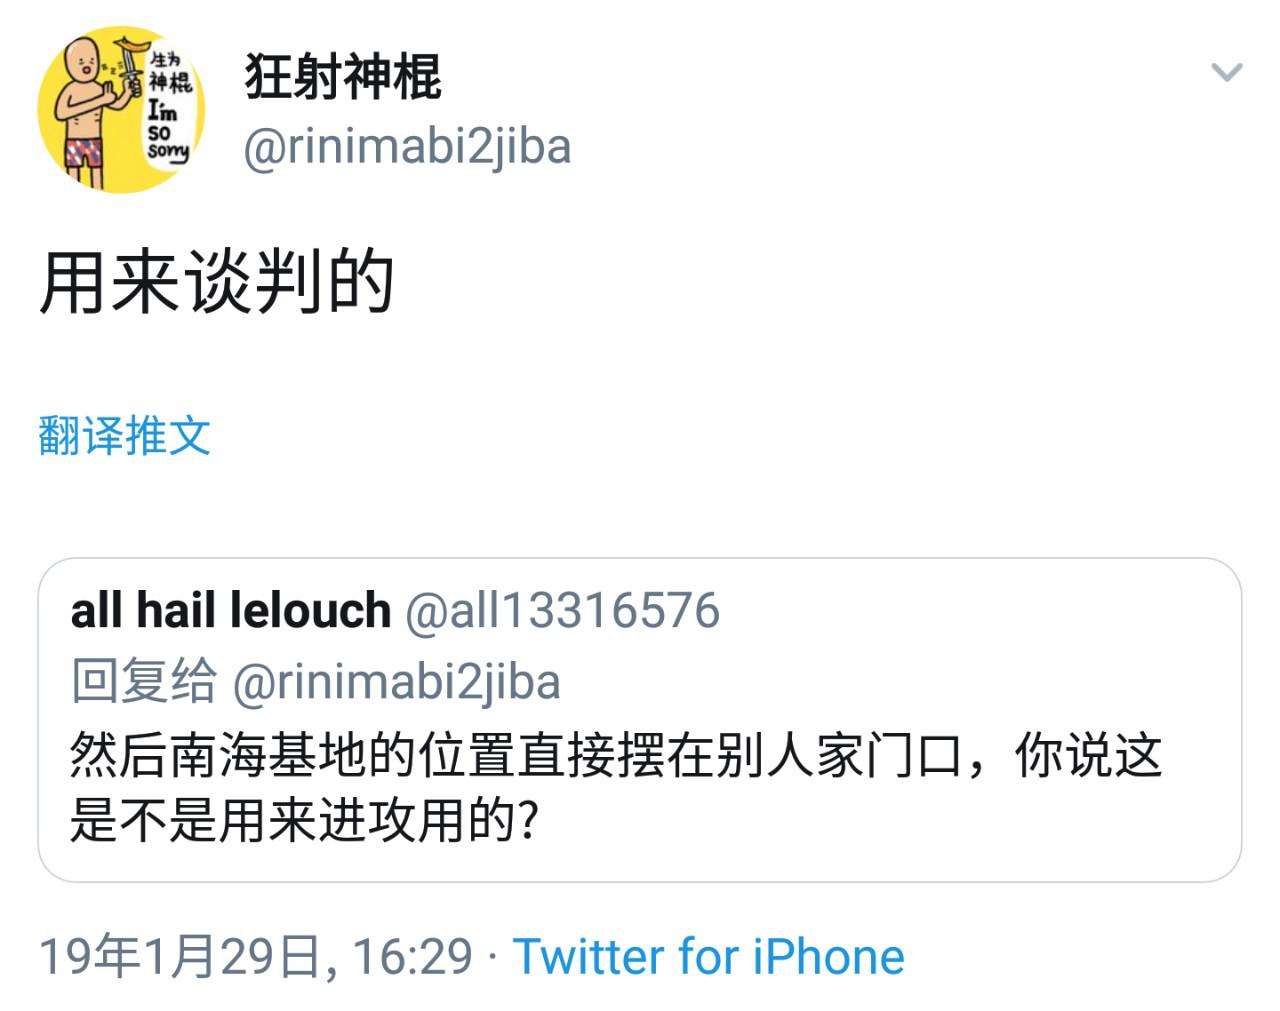 生为
神棍
I'm
so
sorry
狂射神棍
@rinimabi2jiba
用来谈判的
翻译推文
all hail lelouch @all13316576
回复给 @rinimabi2jiba
然后南海基地的位置直接摆在别人家门口，你说这
是不是用来进攻用的?
19年1月29日, 16:29 · Twitter for iPhone